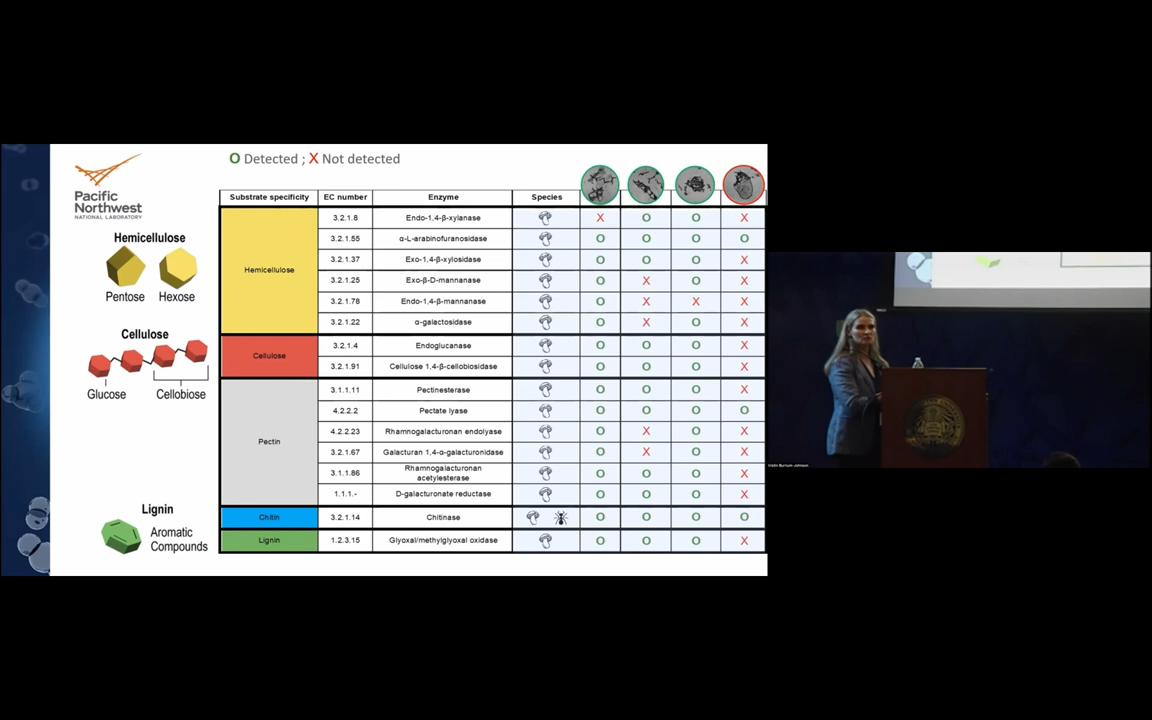 O Detected ; X Not detected
Pacific
Northwest
NATIONAL LABORATORY
Hemicellulose
Pentose Hexose
Cellulose
Glucose Cellobiose
Lignin
Aromatic
Compounds
Substrate specificity EC number Enzyme Species
Hemicellulose
3.2.1.8 Endo-1,4-β-xylanase X O O X
3.2.1.55 α-L-arabinofuranosidase O O O O
3.2.1.37 Exo-1,4-β-xylosidase O O O X
3.2.1.25 Exo-β-D-mannanase O X O X
3.2.1.78 Endo-1,4-β-mannanase O X X X
3.2.1.22 α-galactosidase O X O X
Cellulose
3.2.1.4 Endoglucanase O O O X
3.2.1.91 Cellulose 1,4-β-cellobiosidase O O O X
Pectin
3.1.1.11 Pectinesterase O O O X
4.2.2.2 Pectate lyase O O O O
4.2.2.23 Rhamnogalacturonan endolyase O X O X
3.2.1.67 Galacturan 1,4-α-galacturonidase O X O X
3.1.1.86 Rhamnogalacturonan
acetylesterase O O O X
1.1.1.- D-galacturonate reductase O O O X
Chitin 3.2.1.14 Chitinase O O O O
Lignin 1.2.3.15 Glyoxal/methylglyoxal oxidase O O O X